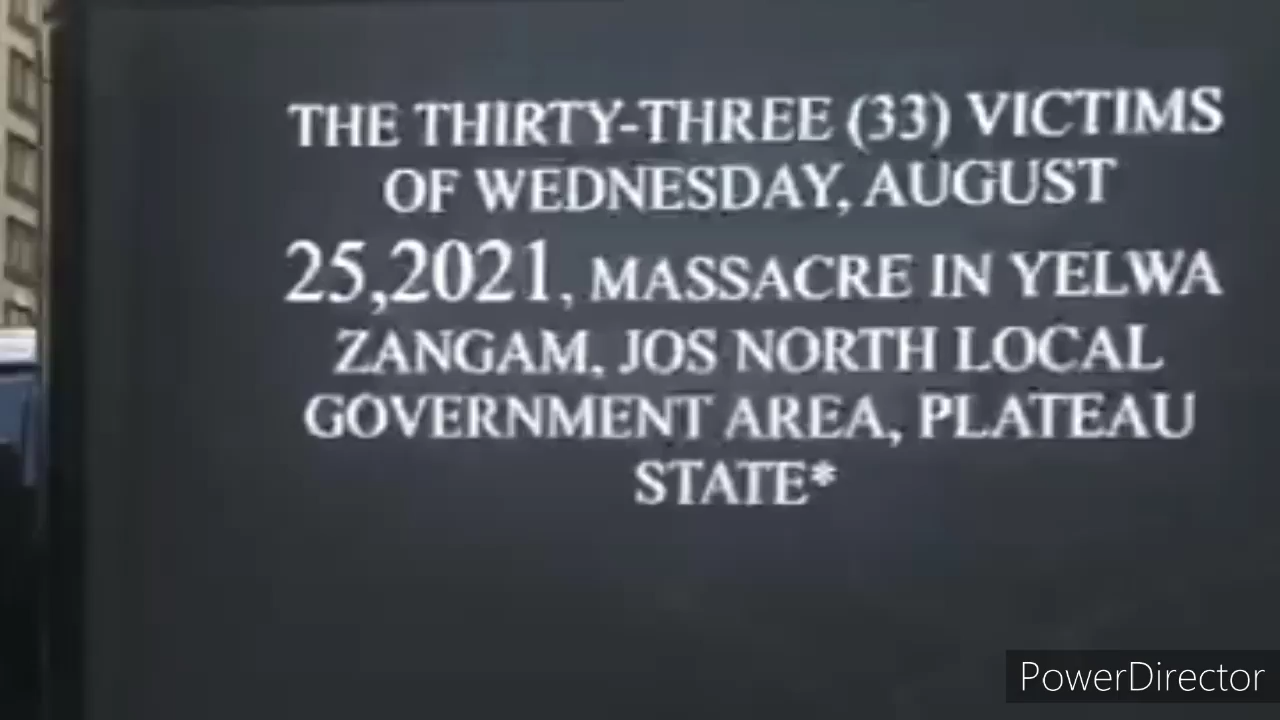 THE THIRTY-THREE (33) VICTIMS
OF WEDNESDAY, AUGUST
25,2021, MASSACRE IN YELWA
ZANGAM, JOS NORTH LOCAL
GOVERNMENT AREA, PLATEAU
STATE*
PowerDirector